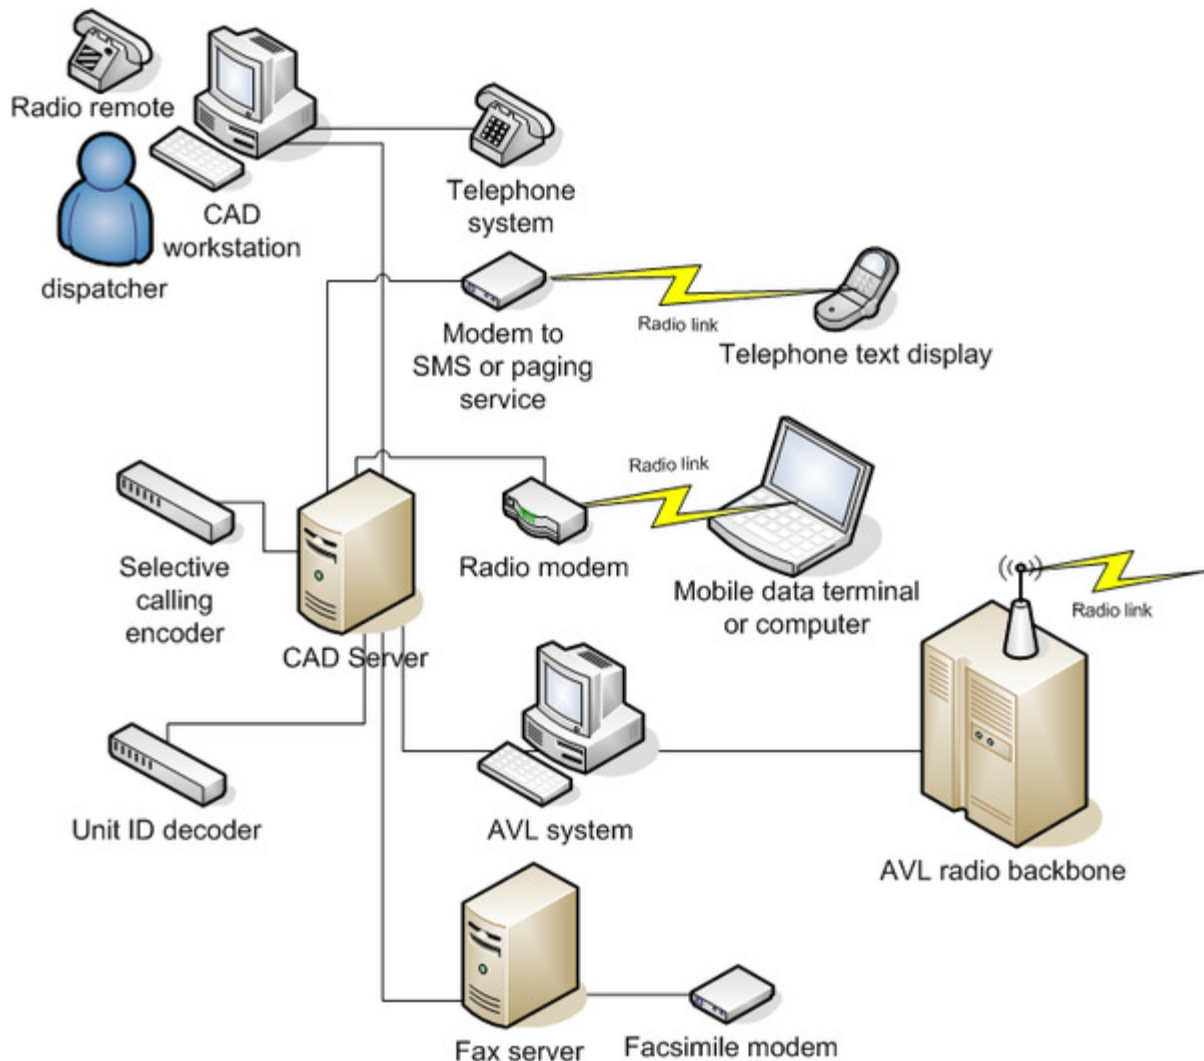 Radio remote
CAD
workstation
dispatcher
Telephone
system
Modem to
SMS or paging
service
Radio link
Telephone text display
Selective
calling
encoder
CAD Server
Radio modem
Radio link
Mobile data terminal
or computer
Radio link
Unit ID decoder
AVL system
AVL radio backbone
Fax server
Facsimile modem